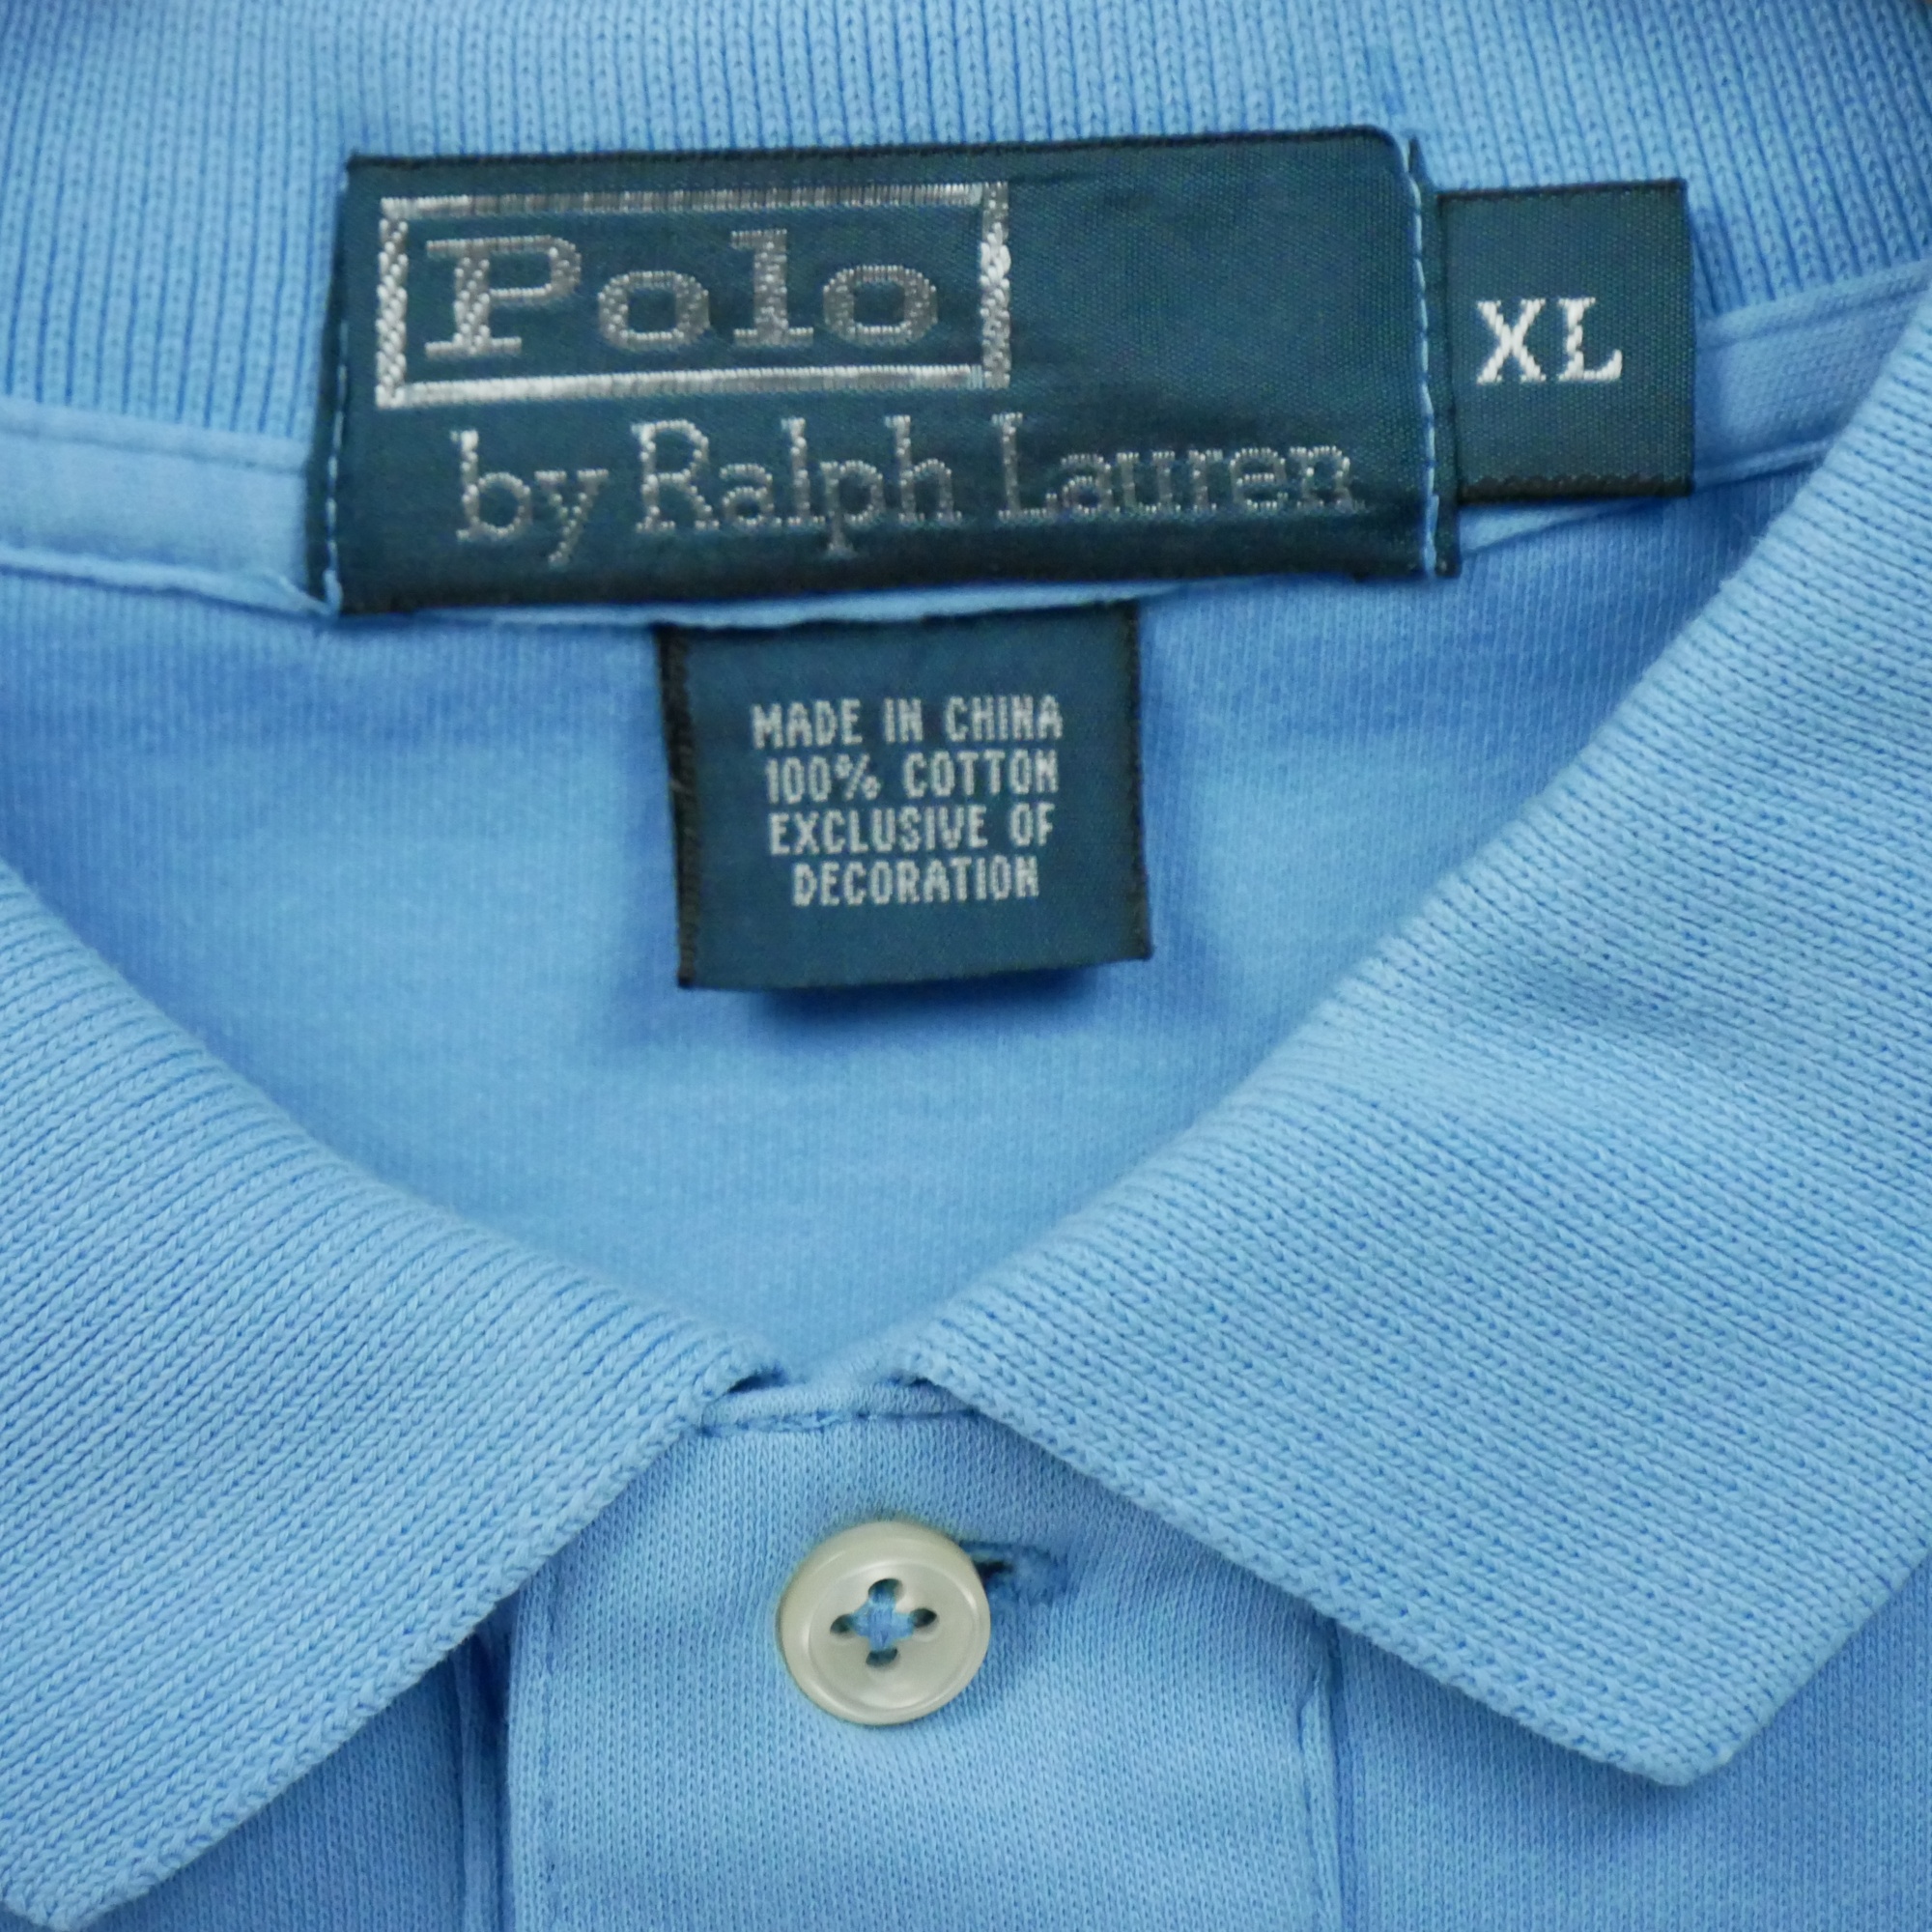 Polo
by Ralph Lauren
XL
MADE IN CHINA
100% COTTON
EXCLUSIVE OF
DECORATION